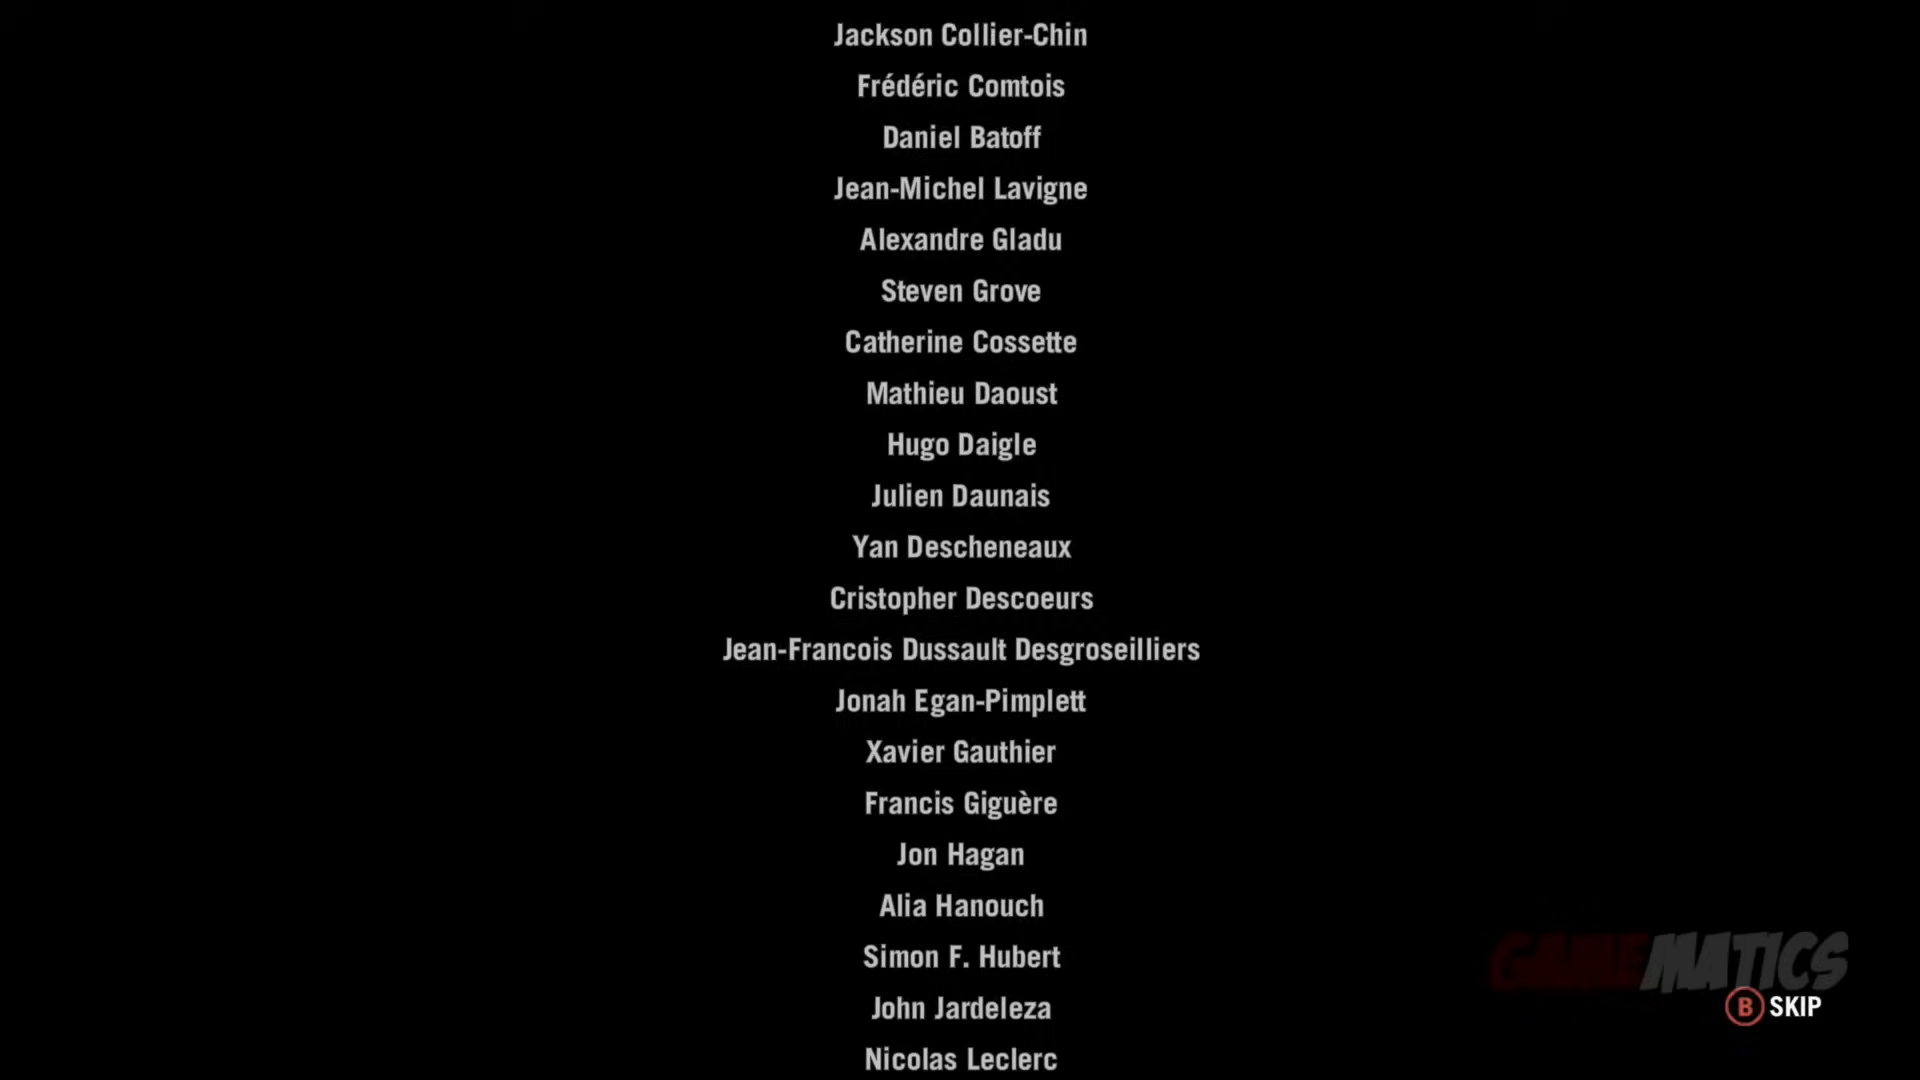 Jackson Collier-Chin
Frédéric Comtois
Daniel Batoff
Jean-Michel Lavigne
Alexandre Gladu
Steven Grove
Catherine Cossette
Mathieu Daoust
Hugo Daigle
Julien Daunais
Yan Descheneaux
Cristopher Descoeurs
Jean-Francois Dussault Desgroseilliers
Jonah Egan-Pimplett
Xavier Gauthier
Francis Giguère
Jon Hagan
Alia Hanouch
Simon F. Hubert
GAMEMATICS
John Jardeleza
B SKIP
Nicolas Leclerc